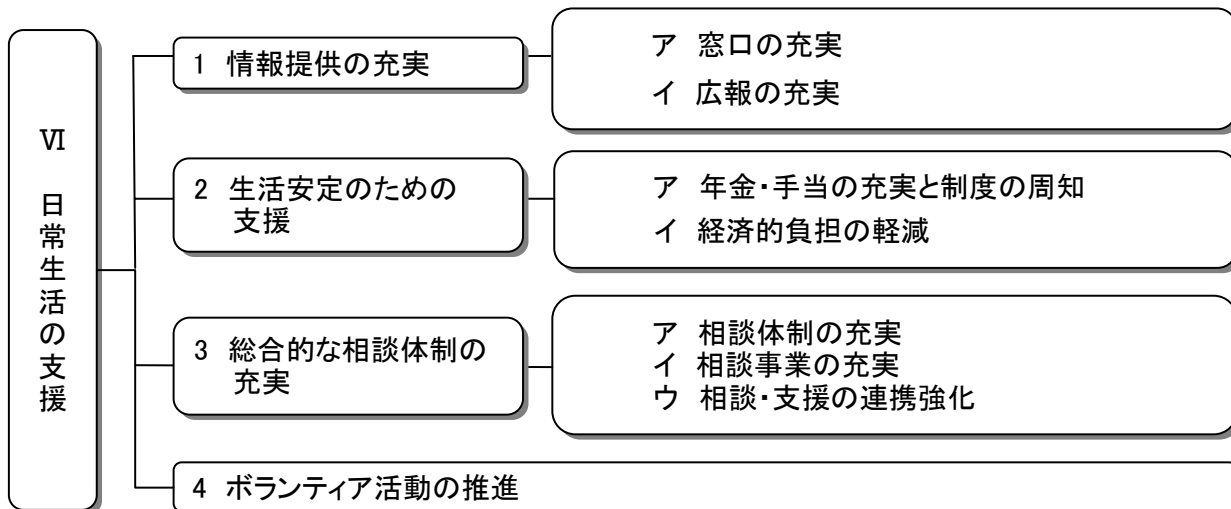 Ⅵ 日常生活の支援
1 情報提供の充実
ア 窓口の充実
イ 広報の充実
2 生活安定のための
支援
ア 年金・手当の充実と制度の周知
イ 経済的負担の軽減
3 総合的な相談体制の
充実
ア 相談体制の充実
イ 相談事業の充実
ウ 相談・支援の連携強化
4 ボランティア活動の推進